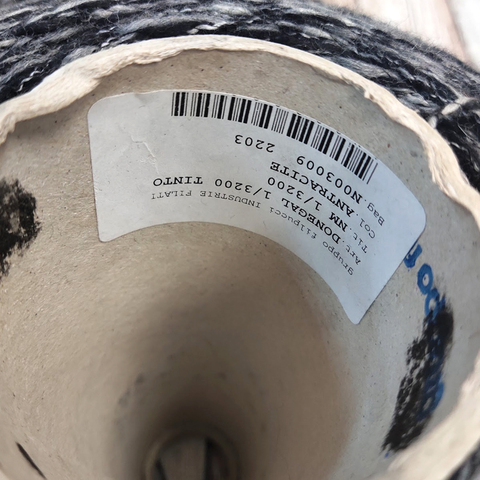 gruppo filpucci INDUSTRIE FILATI
Art. DONEGAL 1/3200 TINTO
Tit. NM 1/3200
Col. ANTRACITE
Bag. N003009 2203